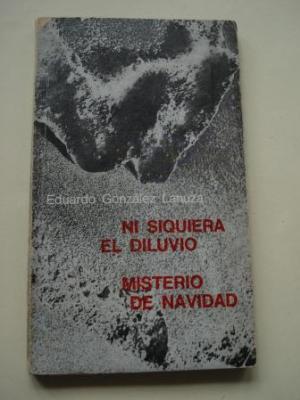 Eduardo González Lanuza
NI SIQUIERA
EL DILUVIO
MISTERIO
DE NAVIDAD